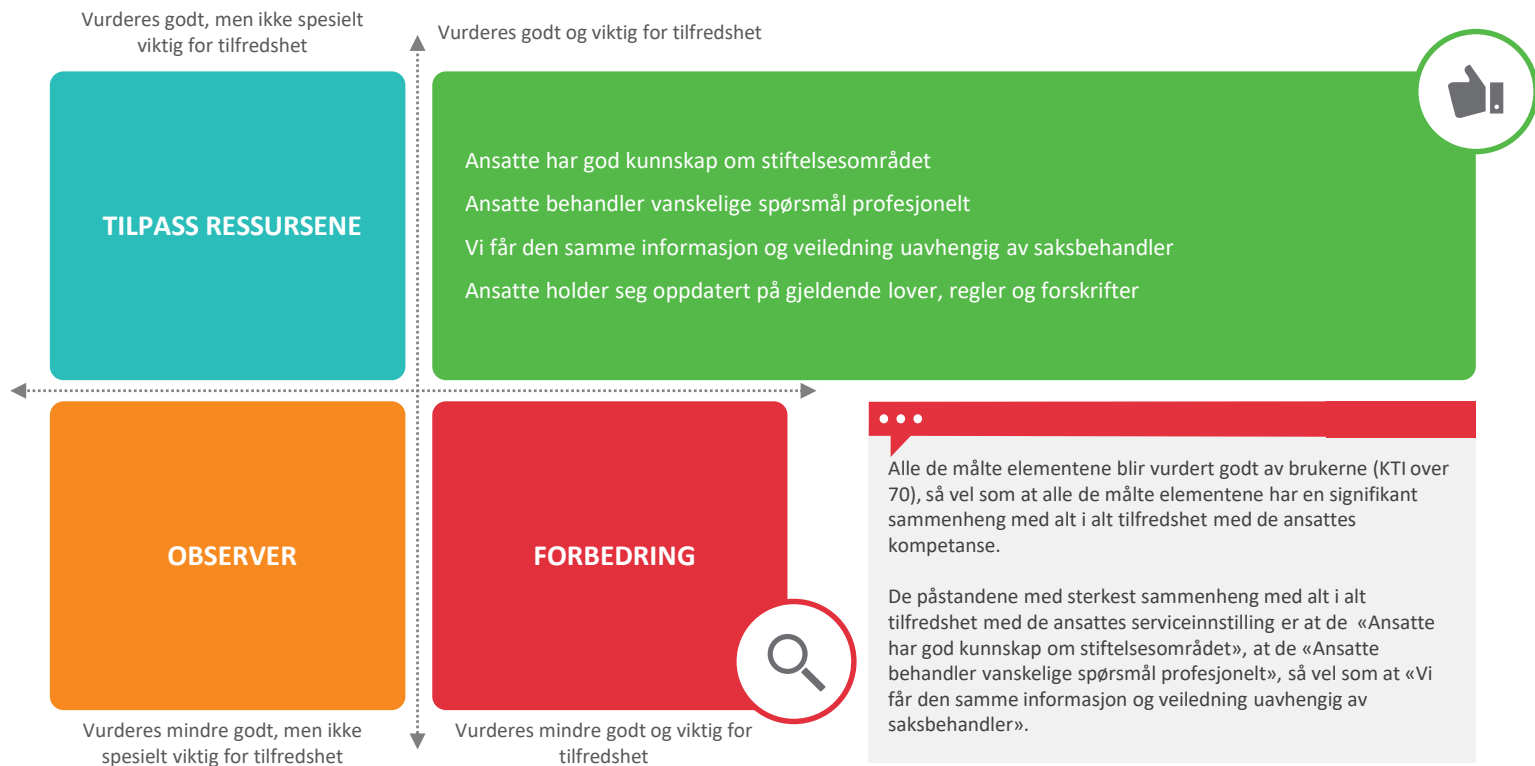 Vurderes godt, men ikke spesielt
viktig for tilfredshet
Vurderes godt og viktig for tilfredshet
TILPASS RESSURSENE
Ansatte har god kunnskap om stiftelsesområdet
Ansatte behandler vanskelige spørsmål profesjonelt
Vi får den samme informasjon og veiledning uavhengig av saksbehandler
Ansatte holder seg oppdatert på gjeldende lover, regler og forskrifter
OBSERVER
FORBEDRING
Alle de målte elementene blir vurdert godt av brukerne (KTI over
70), så vel som at alle de målte elementene har en signifikant
sammenheng med alt i alt tilfredshet med de ansattes
kompetanse.
De påstandene med sterkest sammenheng med alt i alt
tilfredshet med de ansattes serviceinnstilling er at de «Ansatte
har god kunnskap om stiftelsesområdet», at de «Ansatte
behandler vanskelige spørsmål profesjonelt», så vel som at «Vi
får den samme informasjon og veiledning uavhengig av
saksbehandler».
Vurderes mindre godt, men ikke
spesielt viktig for tilfredshet
Vurderes mindre godt og viktig for
tilfredshet